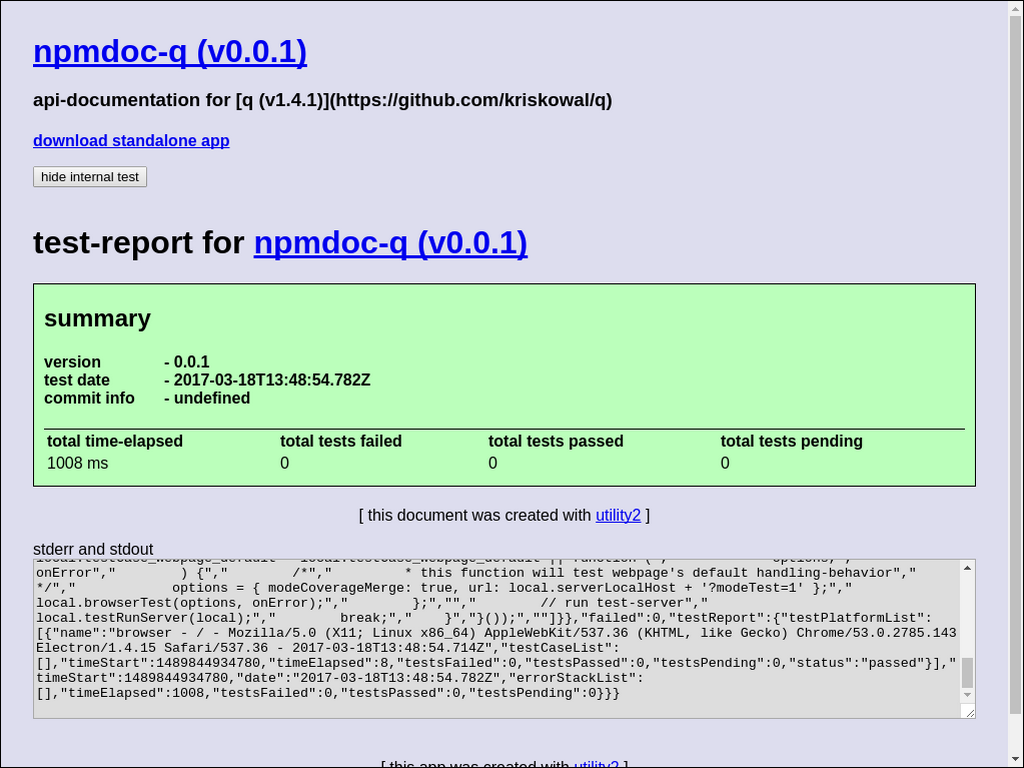 npmdoc-q (v0.0.1)
api-documentation for [q (v1.4.1)](https://github.com/kriskowal/q)
download standalone app
hide internal test
test-report for npmdoc-q (v0.0.1)
summary
version - 0.0.1
test date - 2017-03-18T13:48:54.782Z
commit info - undefined
total time-elapsed total tests failed total tests passed total tests pending
1008 ms 0 0 0
[ this document was created with utility2 ]
stderr and stdout
onError","        ) {","        /*","         * this function will test webpage's default handling-behavior","
*/","            options = { modeCoverageMerge: true, url: local.serverLocalHost + '?modeTest=1' };","
local.browserTest(options, onError);","        };","","        // run test-server","
local.testRunServer(local);","        break;","    }","}());",""]}},"failed":0,"testReport":{"testPlatformList":
[{"name":"browser - / - Mozilla/5.0 (X11; Linux x86_64) AppleWebKit/537.36 (KHTML, like Gecko) Chrome/53.0.2785.143
Electron/1.4.15 Safari/537.36 - 2017-03-18T13:48:54.714Z","testCaseList":
[],"timeStart":1489844934780,"timeElapsed":8,"testsFailed":0,"testsPassed":0,"testsPending":0,"status":"passed"}],"
timeStart":1489844934780,"date":"2017-03-18T13:48:54.782Z","errorStackList":
[],"timeElapsed":1008,"testsFailed":0,"testsPassed":0,"testsPending":0}}}
[ this app was created with utility2 ]